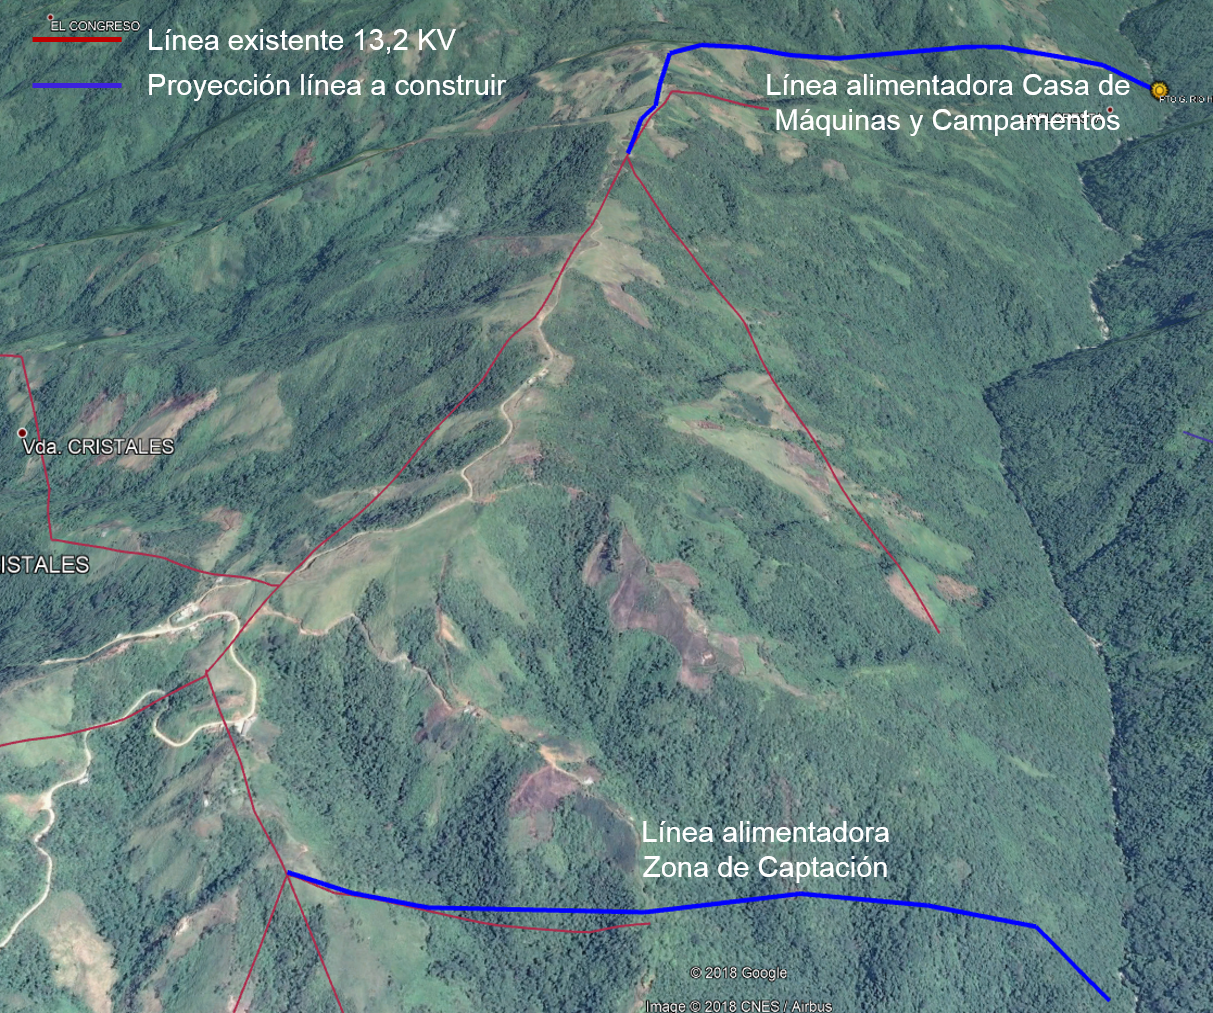 EL CONGRESO
Línea existente 13,2 KV
Proyección línea a construir
Línea alimentadora Casa de
Máquinas y Campamentos
Vda. CRISTALES
ISTALES
Línea alimentadora
Zona de Captación
© 2018 Google
Image © 2018 CNES / Airbus